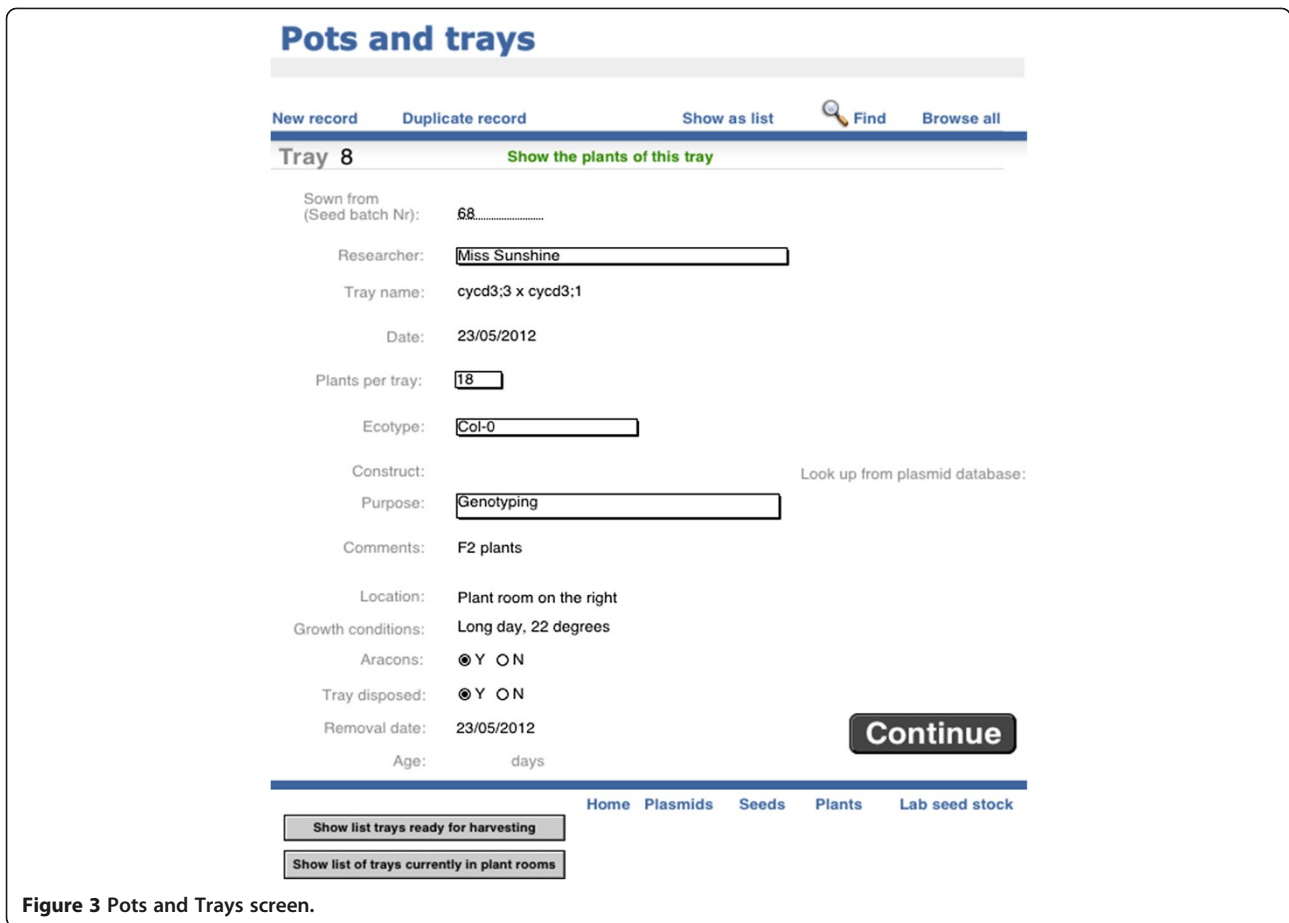 Pots and trays
New record Duplicate record Show as list Find Browse all
Tray 8 Show the plants of this tray
Sown from
(Seed batch Nr): 68
Researcher: Miss Sunshine
Tray name: cycd3;3 x cycd3;1
Date: 23/05/2012
Plants per tray: 18
Ecotype: Col-0
Construct: Look up from plasmid database:
Purpose: Genotyping
Comments: F2 plants
Location: Plant room on the right
Growth conditions: Long day, 22 degrees
Aracons: Y N
Tray disposed: Y N
Removal date: 23/05/2012
Continue
Age: days
Home Plasmids Seeds Plants Lab seed stock
Show list trays ready for harvesting
Show list of trays currently in plant rooms
Figure 3 Pots and Trays screen.